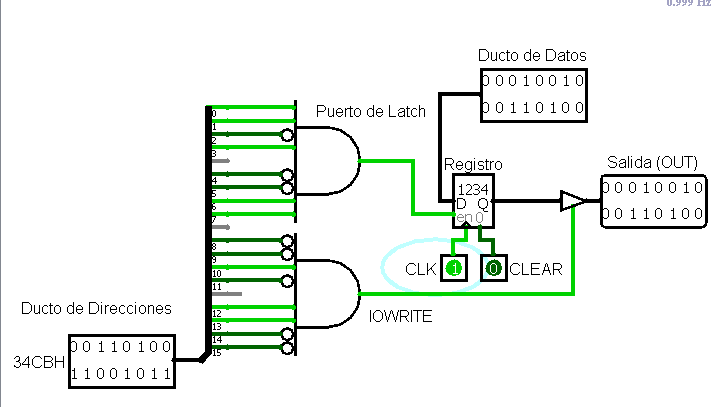 0.999 Hz
Ducto de Datos
0 0 0 1 0 0 1 0
0 0 1 1 0 1 0 0
Puerto de Latch
Registro
1234
D Q
en 0
Salida (OUT)
0 0 0 1 0 0 1 0
0 0 1 1 0 1 0 0
0
1
2
3
4
5
6
7
8
9
10
11
12
13
14
15
CLK 1
0 CLEAR
IOWRITE
Ducto de Direcciones
34CBH
0 0 1 1 0 1 0 0
1 1 0 0 1 0 1 1